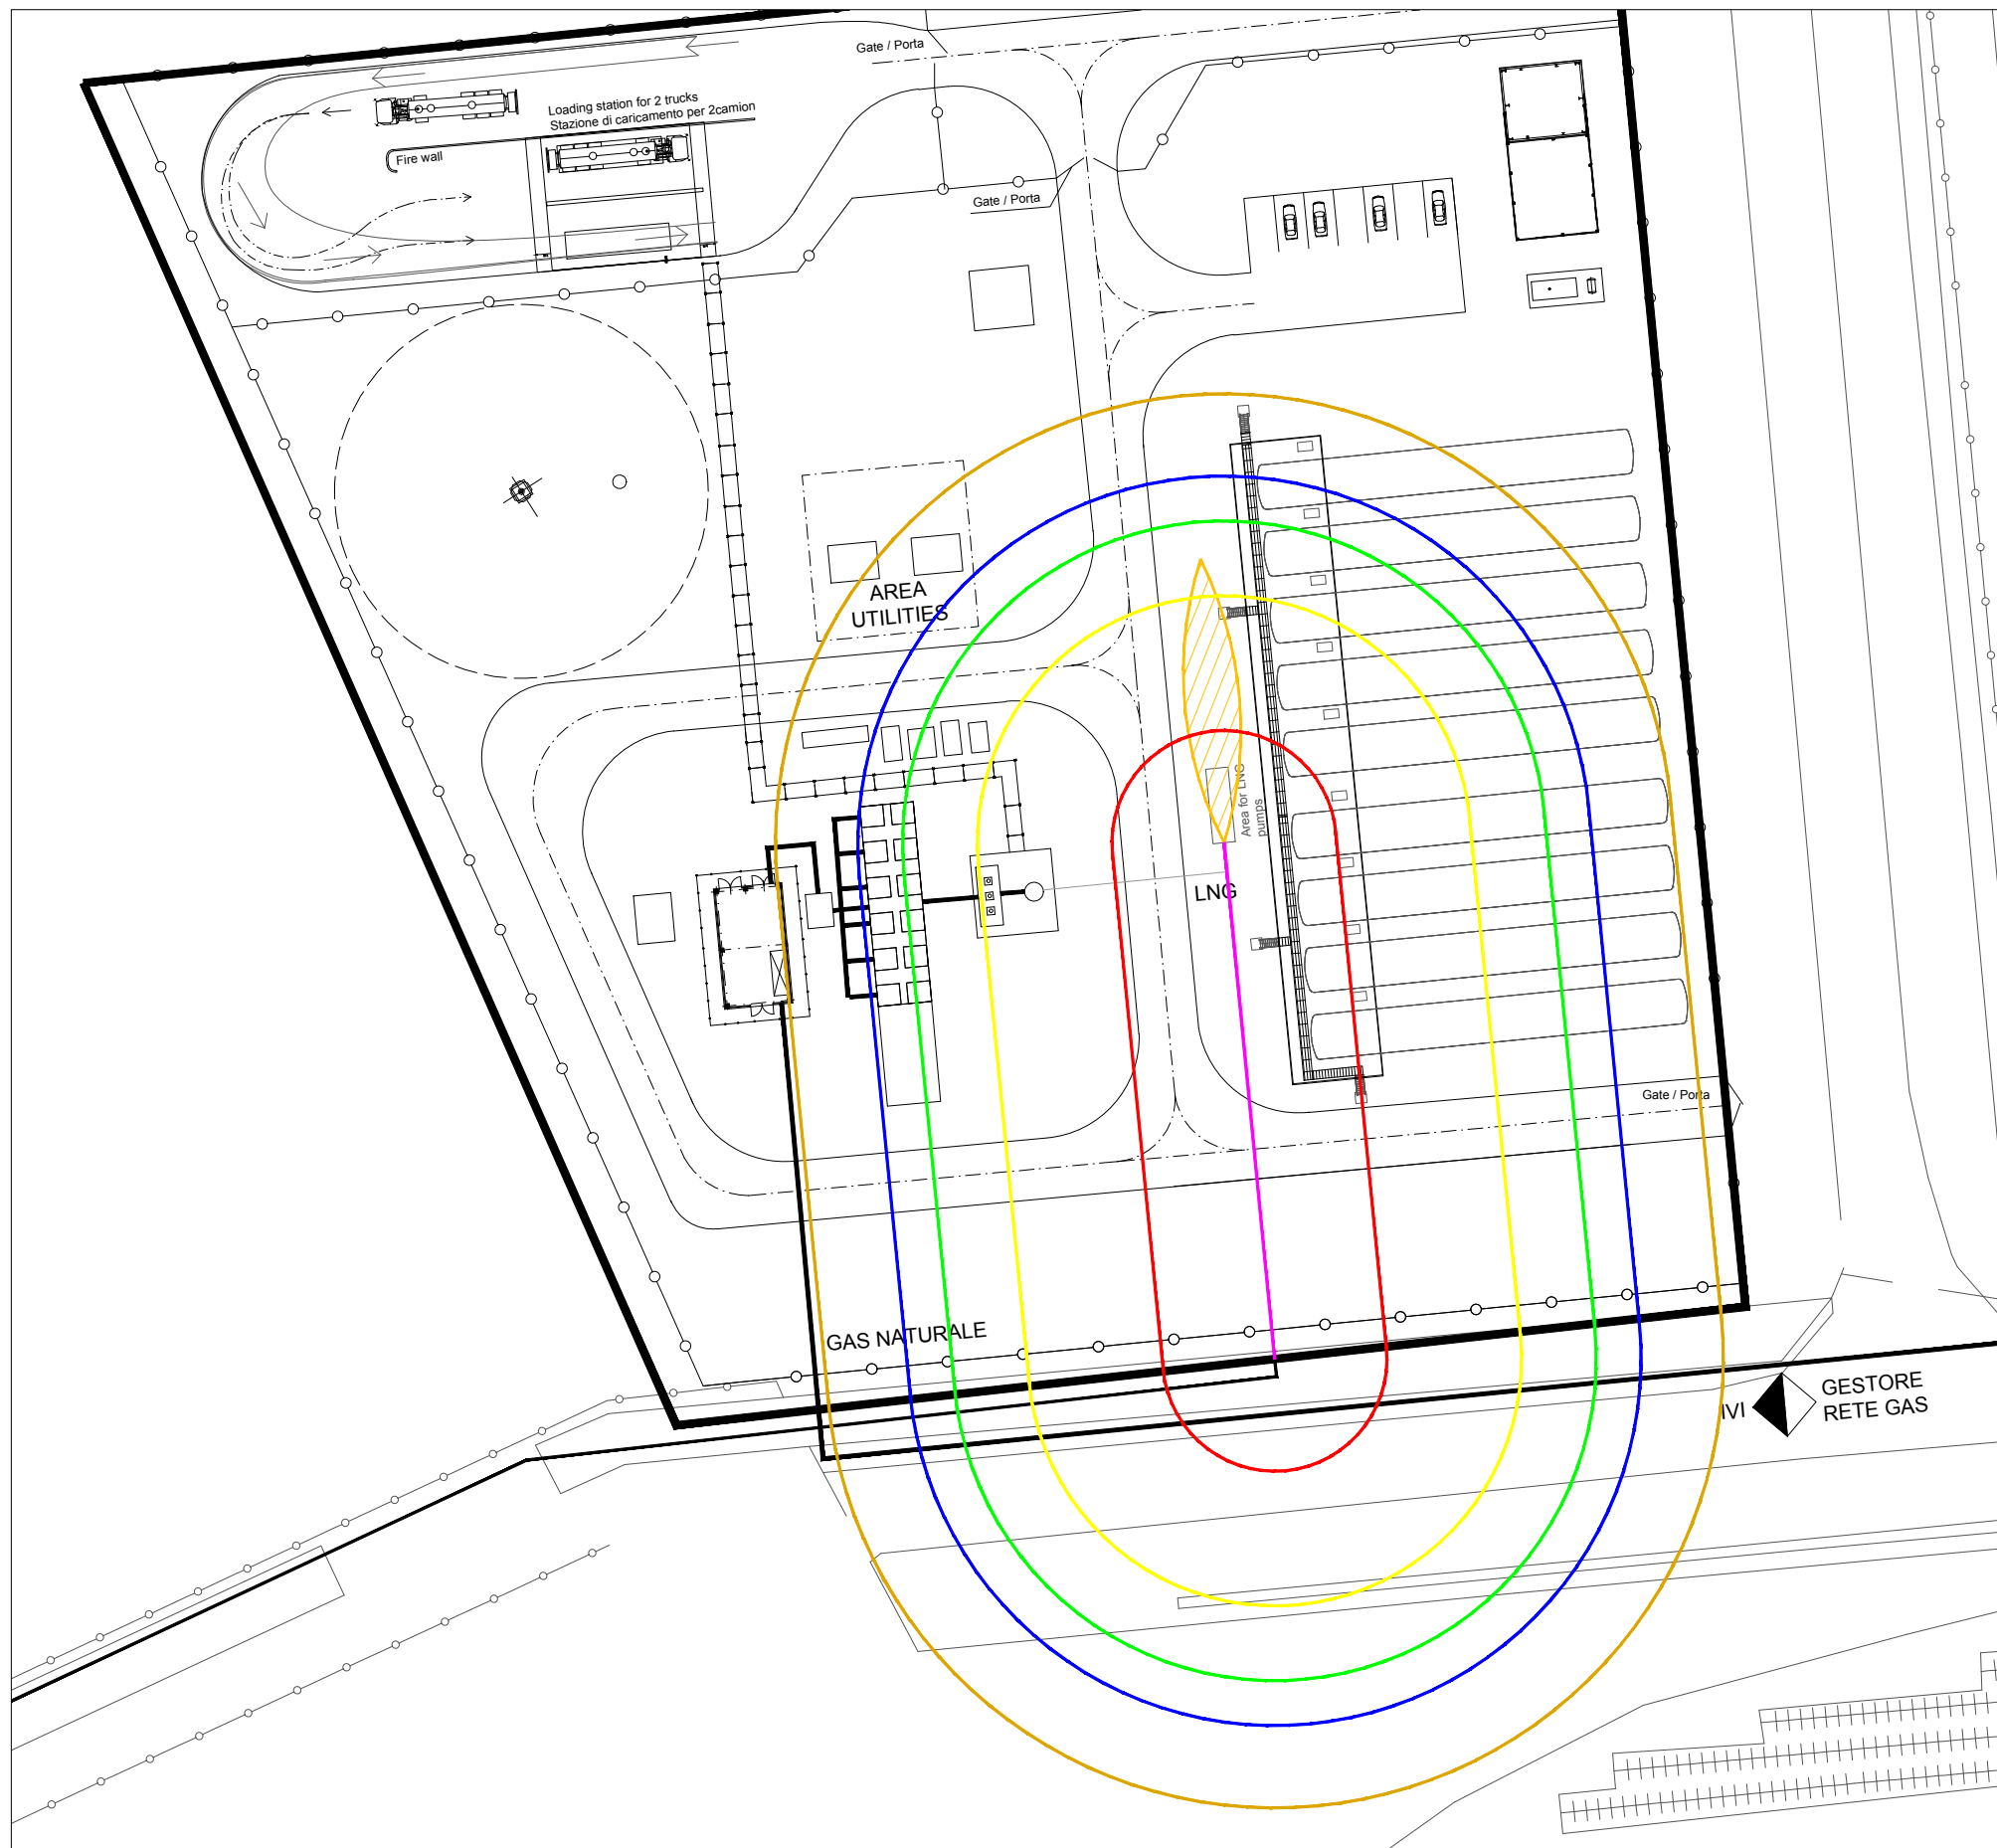 Gate / Porta
Loading station for 2 trucks
Stazione di caricamento per 2camion
Fire wall
Gate / Porta
AREA
UTILITIES
Area for LNG
pumps
LNG
Gate / Porta
GAS NATURALE
GESTORE
RETE GAS
IVI